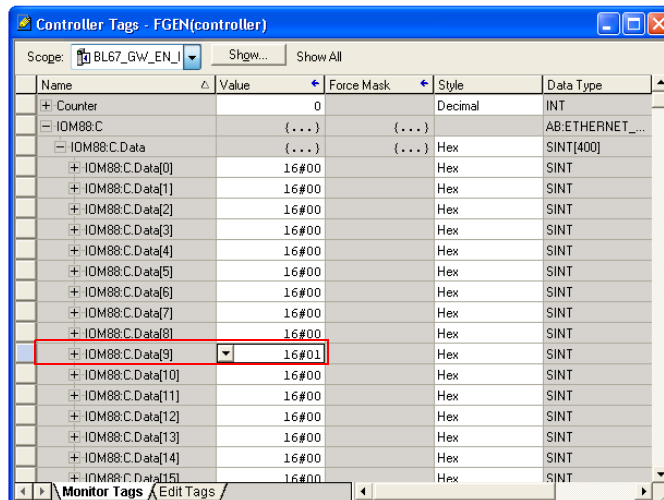 Controller Tags - FGEN(controller)
Scope: BL67_GW_EN_I Show... Show All
Name Value Force Mask Style Data Type
Counter 0 Decimal INT
IOM88:C {...} {...} AB:ETHERNET_...
IOM88:C.Data {...} {...} Hex SINT[400]
IOM88:C.Data[0] 16#00 Hex SINT
IOM88:C.Data[1] 16#00 Hex SINT
IOM88:C.Data[2] 16#00 Hex SINT
IOM88:C.Data[3] 16#00 Hex SINT
IOM88:C.Data[4] 16#00 Hex SINT
IOM88:C.Data[5] 16#00 Hex SINT
IOM88:C.Data[6] 16#00 Hex SINT
IOM88:C.Data[7] 16#00 Hex SINT
IOM88:C.Data[8] 16#00 Hex SINT
IOM88:C.Data[9] 16#01 Hex SINT
IOM88:C.Data[10] 16#00 Hex SINT
IOM88:C.Data[11] 16#00 Hex SINT
IOM88:C.Data[12] 16#00 Hex SINT
IOM88:C.Data[13] 16#00 Hex SINT
IOM88:C.Data[14] 16#00 Hex SINT
IOM88:C.Data[15] 16#00 Hex SINT
Monitor Tags Edit Tags